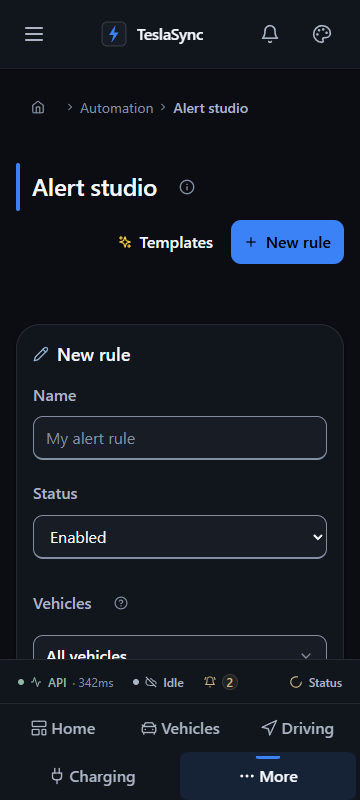 TeslaSync
Automation
Alert studio
Alert studio
Templates
New rule
New rule
Name
My alert rule
Status
Enabled
Vehicles
All vehicles
API · 342ms
Idle
2
Status
Home
Vehicles
Driving
Charging
More